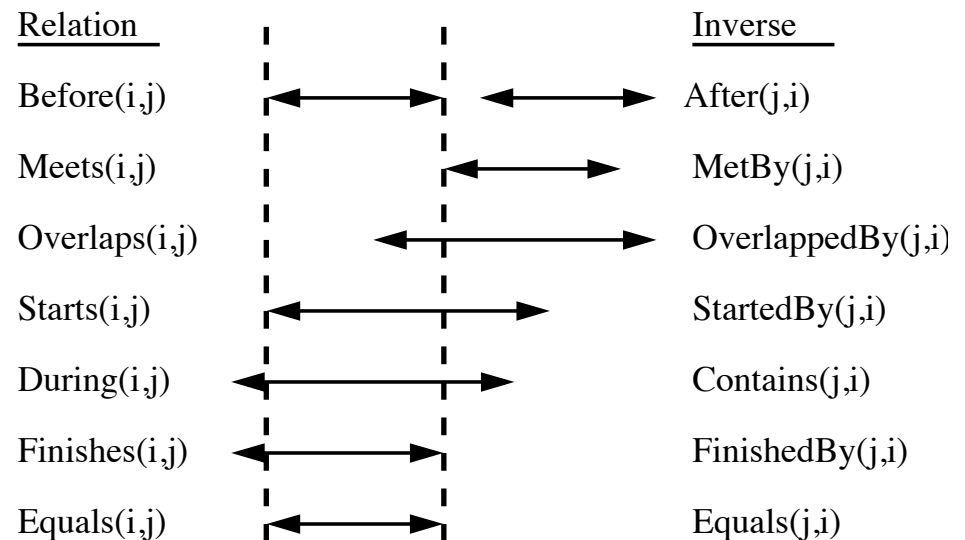 Relation Inverse
Before(i,j) After(j,i)
Meets(i,j) MetBy(j,i)
Overlaps(i,j) OverlappedBy(j,i)
Starts(i,j) StartedBy(j,i)
During(i,j) Contains(j,i)
Finishes(i,j) FinishedBy(j,i)
Equals(i,j) Equals(j,i)